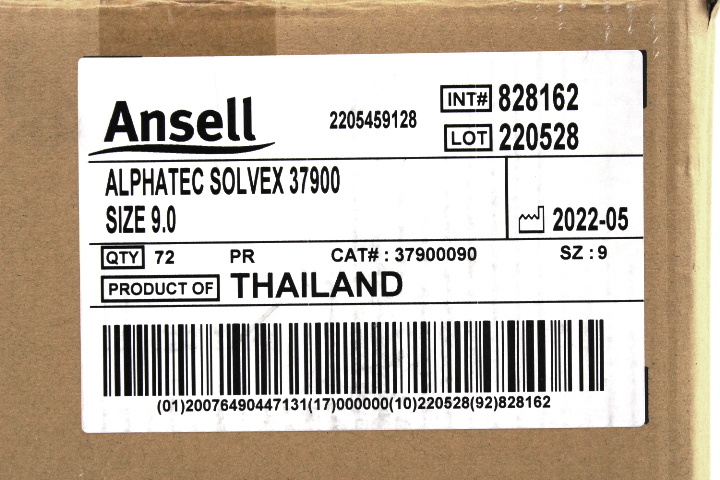 Ansell
2205459128
INT# 828162
LOT 220528
ALPHATEC SOLVEX 37900
SIZE 9.0
2022-05
QTY 72 PR CAT# : 37900090 SZ : 9
PRODUCT OF THAILAND
(01)20076490447131(17)000000(10)220528(92)828162